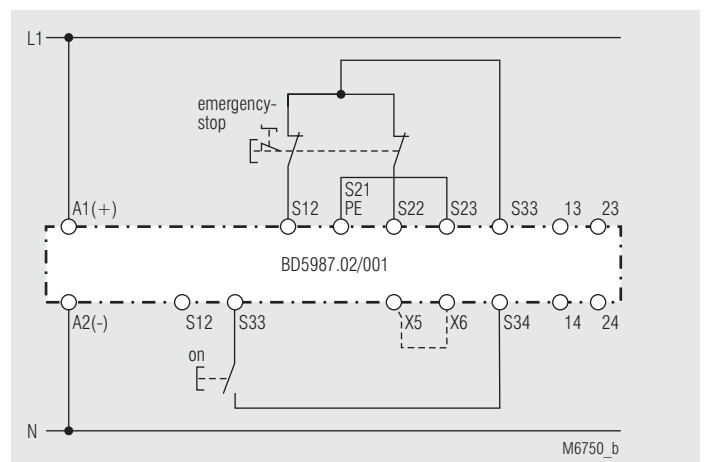 L1
emergency-
stop
A1(+)
S12
S21
PE
S22
S23
S33
13
23
BD5987.02/001
A2(-)
S12
S33
X5
X6
S34
14
24
on
N
M6750_b